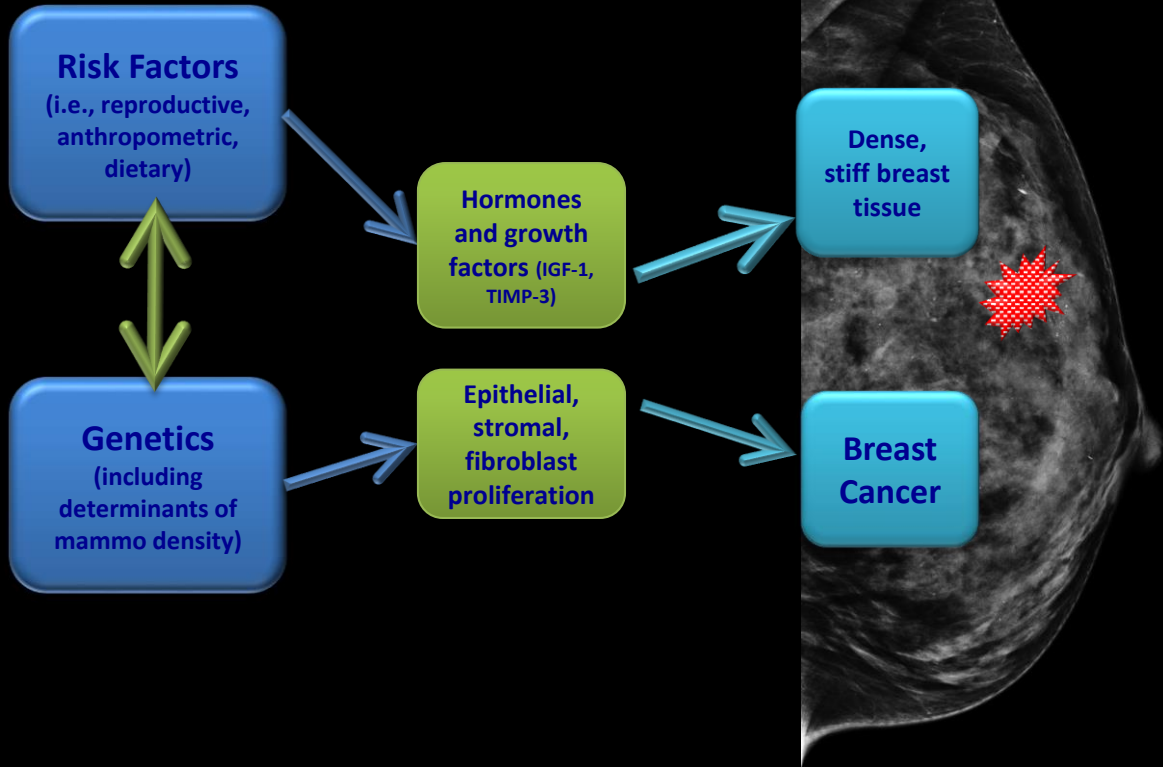 Risk Factors
(i.e., reproductive,
anthropometric,
dietary)
Hormones
and growth
factors (IGF-1,
TIMP-3)
Dense,
stiff breast
tissue
Genetics
(including
determinants of
mammo density)
Epithelial,
stromal,
fibroblast
proliferation
Breast
Cancer